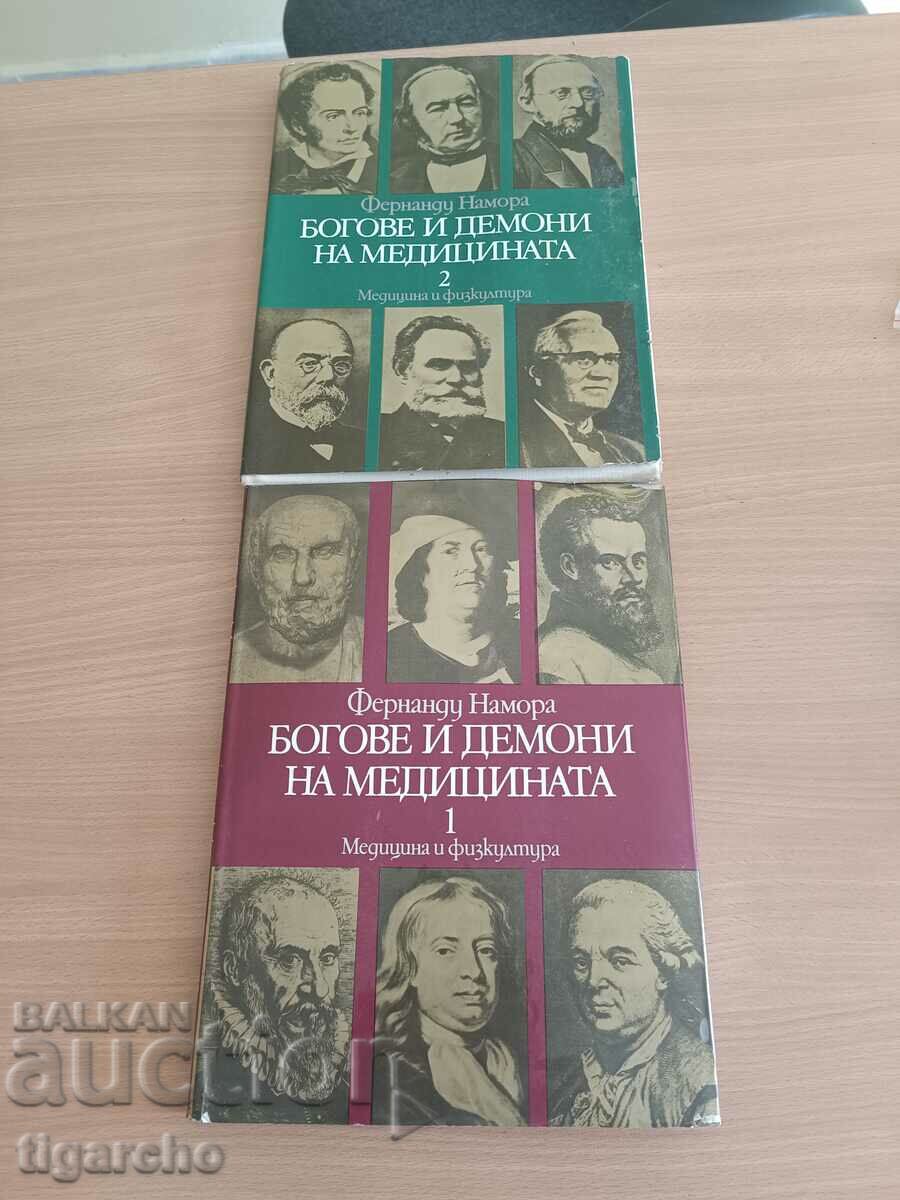 Фернанду Намора
БОГОВЕ И ДЕМОНИ
НА МЕДИЦИНАТА
2
Медицина и физкултура
Фернанду Намора
БОГОВЕ И ДЕМОНИ
НА МЕДИЦИНАТА
1
Медицина и физкултура
BALKAN
auction
tigarcho